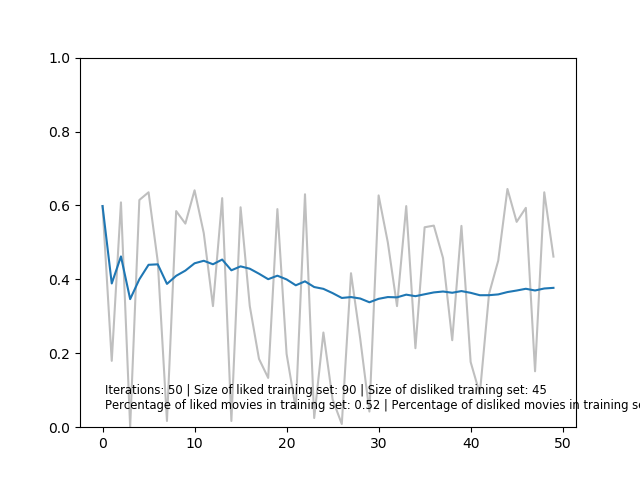 1.0
0.8
0.6
0.4
0.2
0.0
Iterations: 50 | Size of liked training set: 90 | Size of disliked training set: 45
Percentage of liked movies in training set: 0.52 | Percentage of disliked movies in training
0 10 20 30 40 50